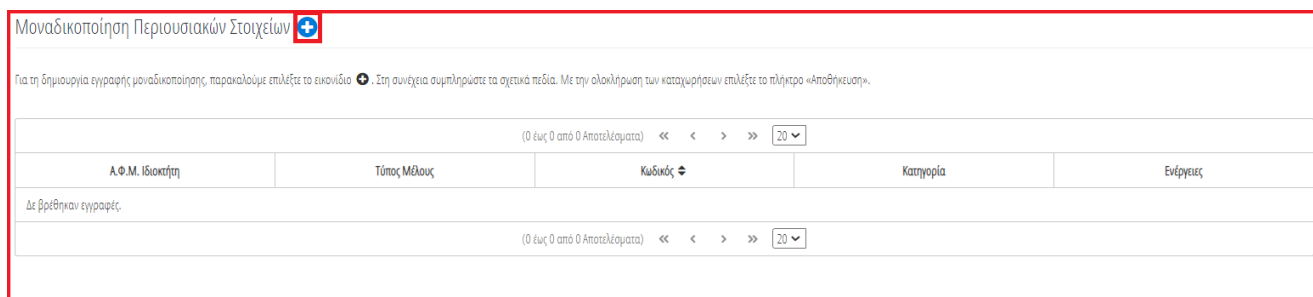 Μοναδικοποίηση Περιουσιακών Στοιχείων
Για τη δημιουργία εγγραφής μοναδικοποίησης, παρακαλούμε επιλέξτε το εικονίδιο . Στη συνέχεια συμπληρώστε τα σχετικά πεδία. Με την ολοκλήρωση των καταχωρήσεων επιλέξτε το πλήκτρο «Αποθήκευση».
(0 έως 0 από 0 Αποτελέσματα) 20
Α.Φ.Μ. Ιδιοκτήτη Τύπος Μέλους Κωδικός Κατηγορία Ενέργειες
Δε βρέθηκαν εγγραφές.
(0 έως 0 από 0 Αποτελέσματα) 20